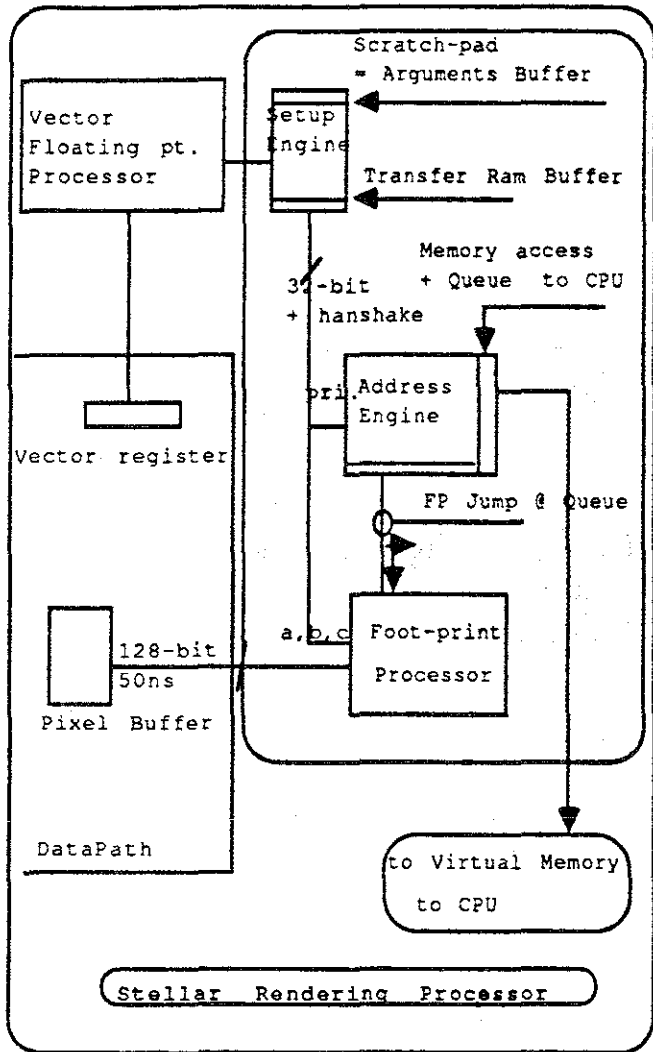 Scratch-pad
= Arguments Buffer
Vector
Floating pt.
Processor
Setup
Engine
Transfer Ram Buffer
Memory access
+ Queue to CPU
32-bit
+ hanshake
pri.
Address
Engine
Vector register
FP Jump @ Queue
a,b,c
Foot-print
Processor
128-bit
50ns
Pixel Buffer
DataPath
to Virtual Memory
to CPU
Stellar Rendering Processor